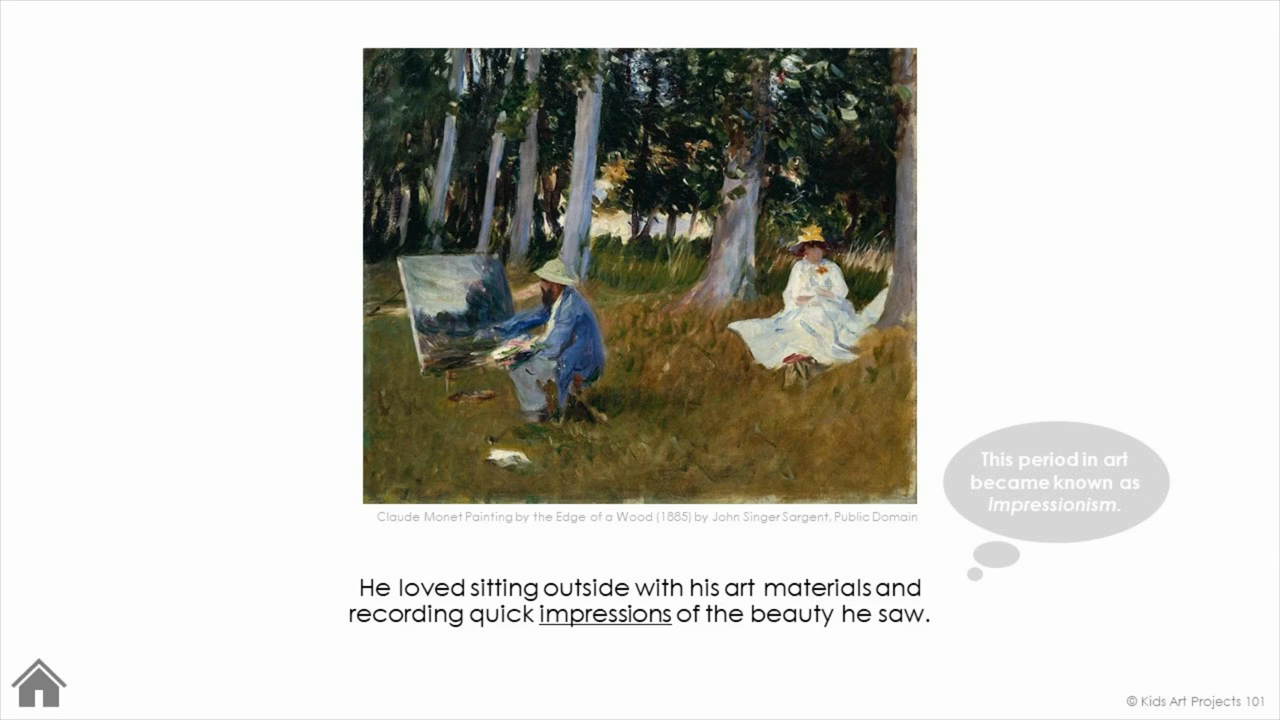 Claude Monet Painting by the Edge of a Wood (1885) by John Singer Sargent, Public Domain
This period in art
became known as
Impressionism.
He loved sitting outside with his art materials and
recording quick impressions of the beauty he saw.
© Kids Art Projects 101